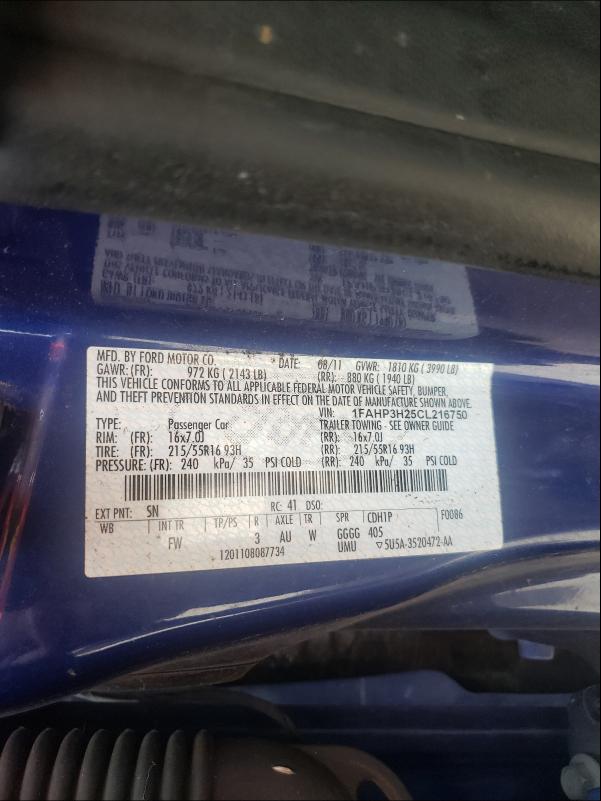 MFD. BY FORD MOTOR CO.
* DATE: 08/11 GVWR: 1810 KG ( 3990 LB)
GAWR: (FR): 972 KG ( 2143 LB) (RR): 880 KG ( 1940 LB)
THIS VEHICLE CONFORMS TO ALL APPLICABLE FEDERAL MOTOR VEHICLE SAFETY, BUMPER,
AND THEFT PREVENTION STANDARDS IN EFFECT ON THE DATE OF MANUFACTURE SHOWN ABOVE.
VIN: 1FAHP3H25CL216750
TYPE: Passenger Car TRAILER TOWING - SEE OWNER GUIDE
RIM: (FR): 16x7.0J (RR): 16x7.0J
TIRE: (FR): 215/55R16 93H (RR): 215/55R16 93H
PRESSURE: (FR): 240 kPa/ 35 PSI COLD (RR): 240 kPa/ 35 PSI COLD
EXT PNT: SN RC: 41 DSO: F0086
WB INT TR TP/PS R AXLE TR SPR CDH1P
FW 3 AU W GGGG 405
1201108087734 UMU ▽5U5A-3520472-AA